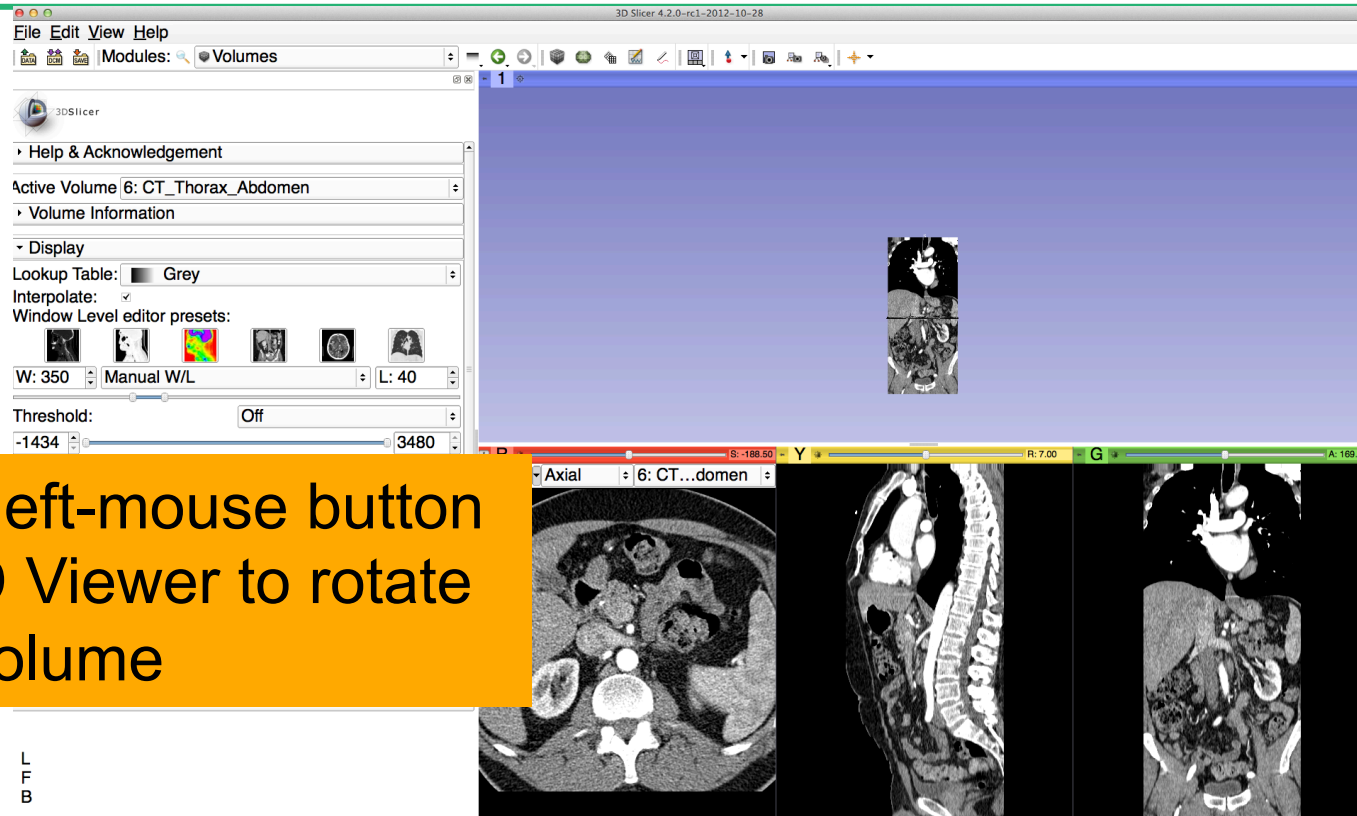 3D Slicer 4.2.0-rc1-2012-10-28
File Edit View Help
DATA DCM SAVE Modules: Volumes
1
3DSlicer
Help & Acknowledgement
Active Volume 6: CT_Thorax_Abdomen
Volume Information
Display
Lookup Table: Grey
Interpolate:
Window Level editor presets:
W: 350 Manual W/L L: 40
Threshold: Off
-1434 3480
R S: -188.50 Y R: 7.00 G A: 169.
Axial 6: CT...domen
eft-mouse button
Viewer to rotate
olume
L
F
B